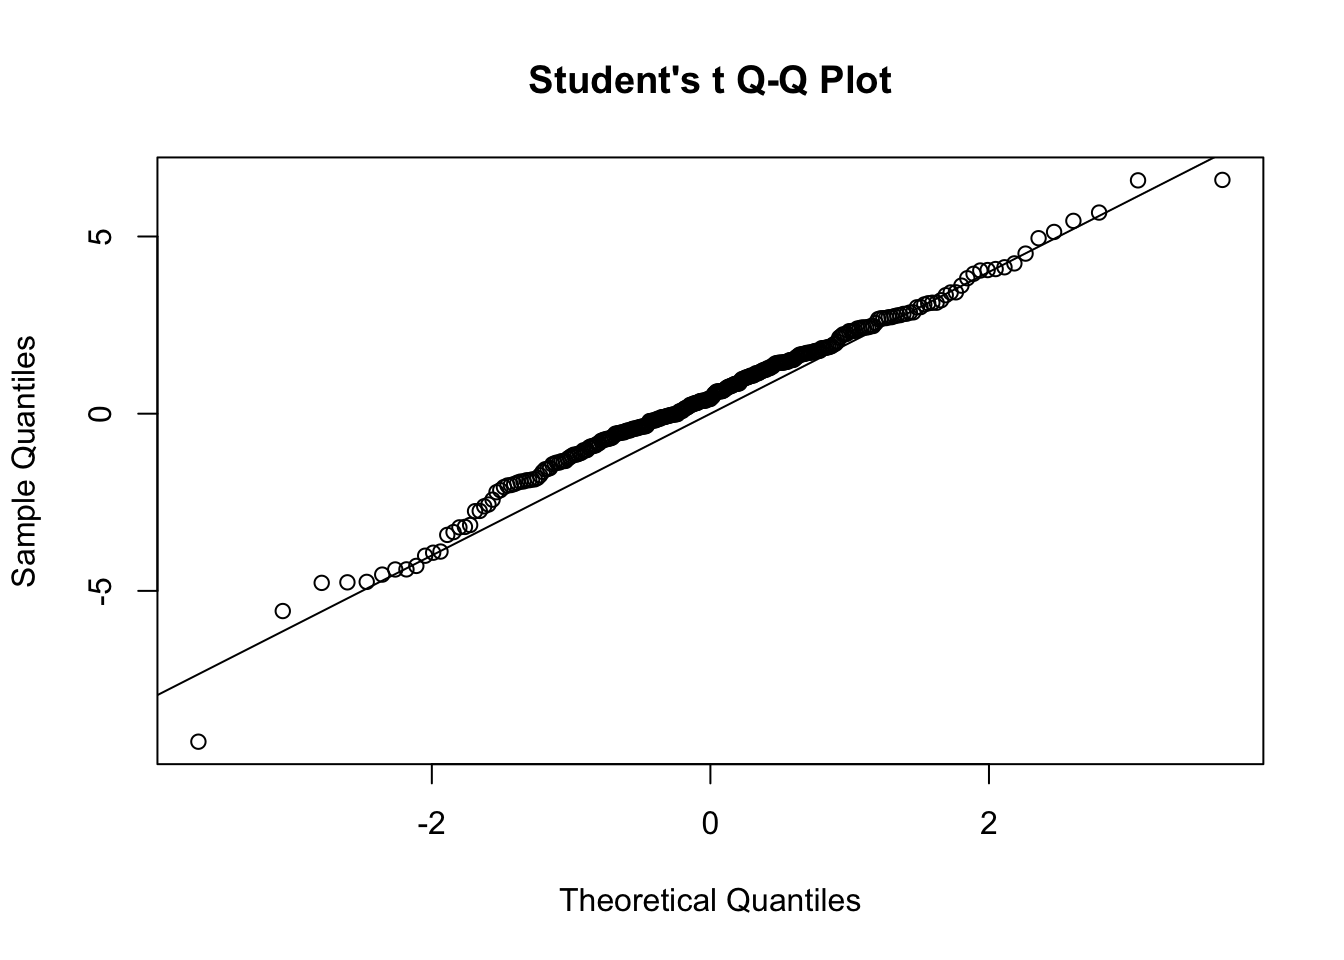 Student's t Q-Q Plot
Sample Quantiles
5
0
-5
-2 0 2
Theoretical Quantiles